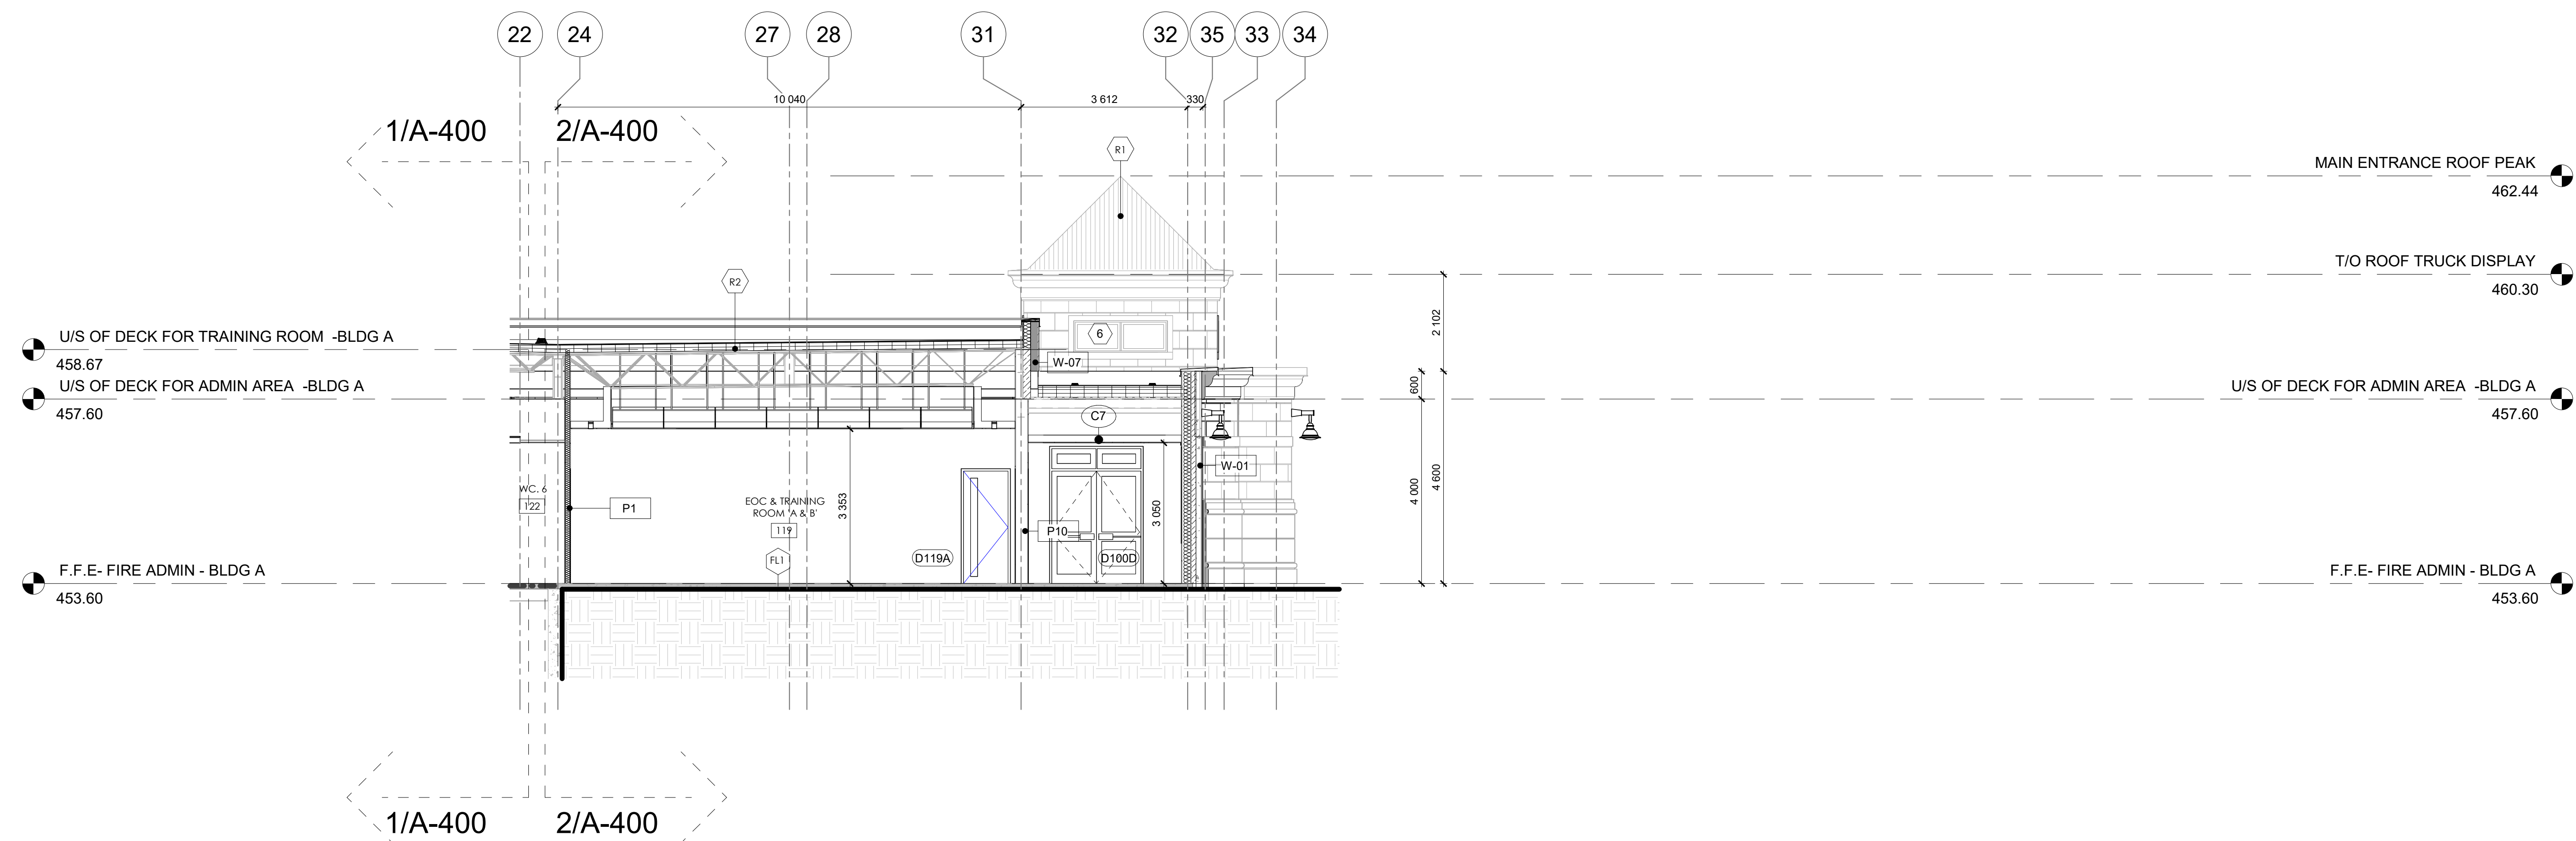 22 24 27 28 31 32 35 33 34
10 040 3 612 330
1/A-400 2/A-400
R1
MAIN ENTRANCE ROOF PEAK
462.44
T/O ROOF TRUCK DISPLAY
460.30
R2
2 102
6
U/S OF DECK FOR TRAINING ROOM -BLDG A
458.67
W-07
U/S OF DECK FOR ADMIN AREA -BLDG A
457.60
600
U/S OF DECK FOR ADMIN AREA -BLDG A
457.60
C7
W-01
WC. 6
122
P1
EOC & TRAINING
ROOM 'A & B'
119
3 353
3 050
4 000
4 600
P10
FL1
D119A
D100D
F.F.E- FIRE ADMIN - BLDG A
453.60
F.F.E- FIRE ADMIN - BLDG A
453.60
1/A-400 2/A-400